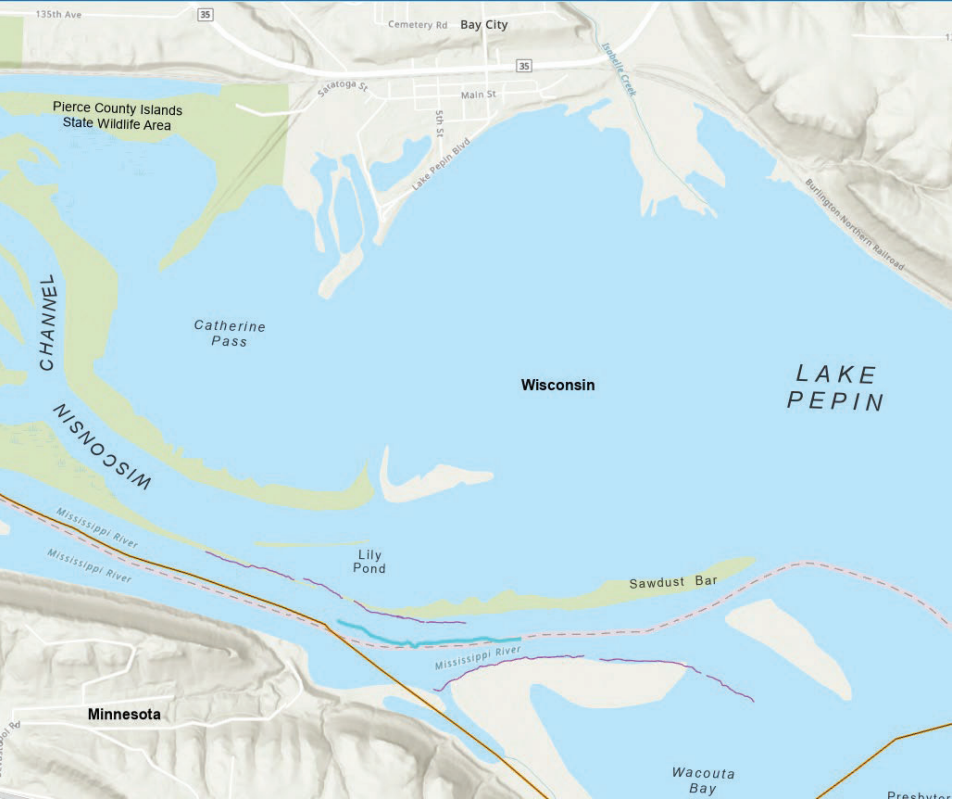 135th Ave
35
Cemetery Rd
Bay City
Isabelle Creek
35
Saratoga St
Main St
5th St
Pierce County Islands
State Wildlife Area
Lake Pepin Blvd
Burlington-Northern Railroad
CHANNEL
WISCONSIN
Catherine
Pass
Wisconsin
LAKE
PEPIN
Mississippi River
Mississippi River
Lily
Pond
Sawdust Bar
Mississippi River
Minnesota
Wacouta
Bay